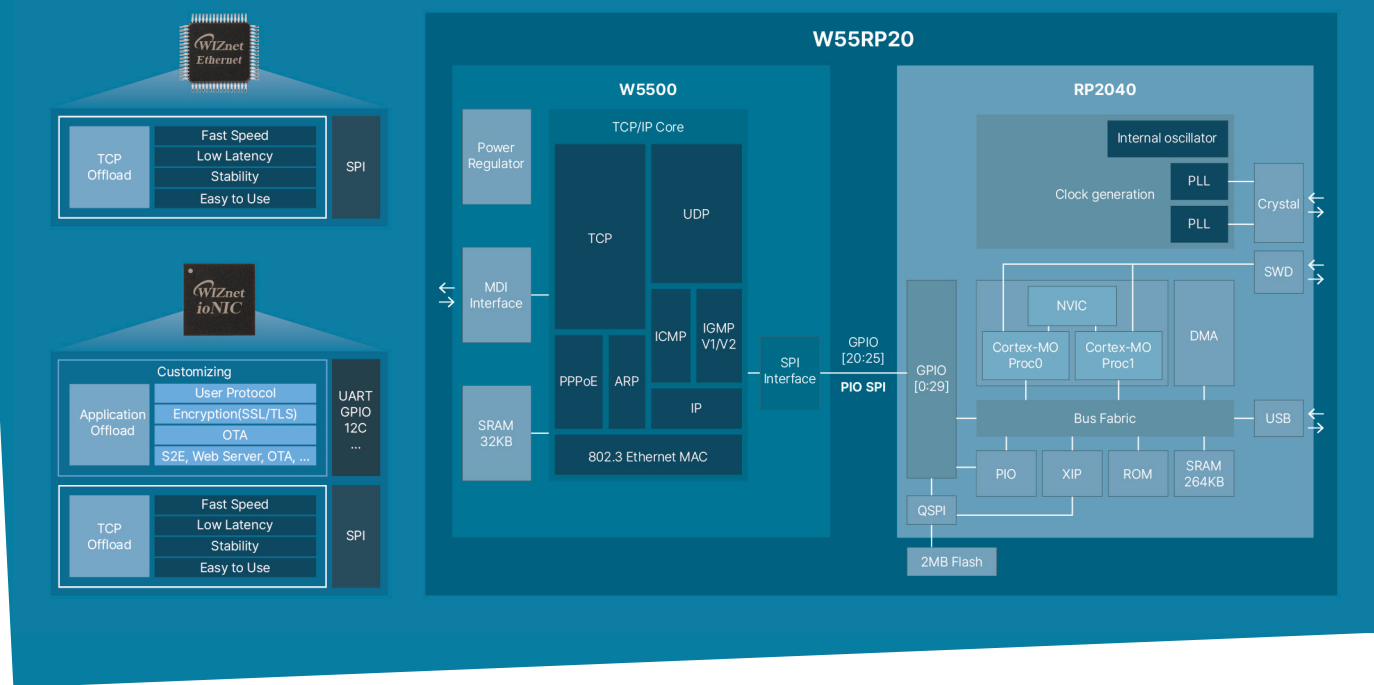 WIZnet
Ethernet
TCP
Offload
Fast Speed
Low Latency
Stability
Easy to Use
SPI
WIZnet
ioNIC
Customizing
Application
Offload
User Protocol
Encryption(SSL/TLS)
OTA
S2E, Web Server, OTA, ...
UART
GPIO
12C
...
TCP
Offload
Fast Speed
Low Latency
Stability
Easy to Use
SPI
W55RP20
W5500
Power
Regulator
MDI
Interface
SRAM
32KB
TCP/IP Core
TCP
UDP
ICMP
IGMP
V1/V2
PPPoE
ARP
IP
802.3 Ethernet MAC
SPI
Interface
GPIO
[20:25]
PIO SPI
RP2040
Internal oscillator
Clock generation
PLL
PLL
Crystal
SWD
GPIO
[0:29]
NVIC
Cortex-MO
Proc0
Cortex-MO
Proc1
DMA
Bus Fabric
USB
PIO
XIP
ROM
SRAM
264KB
QSPI
2MB Flash